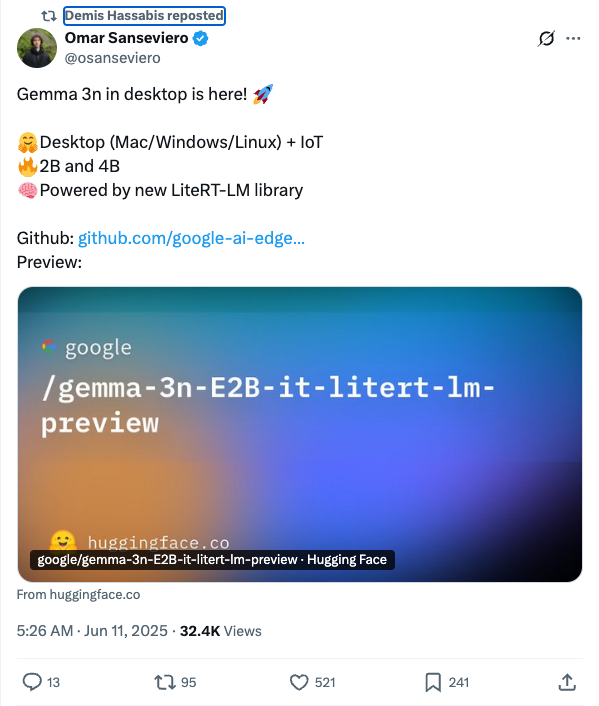 Demis Hassabis reposted
Omar Sanseviero
@osanseviero
Gemma 3n in desktop is here! 🚀
🤗Desktop (Mac/Windows/Linux) + IoT
🔥2B and 4B
🧠Powered by new LiteRT-LM library
Github: github.com/google-ai-edge...
Preview:
google
/gemma-3n-E2B-it-litert-lm-
preview
huggingface.co
google/gemma-3n-E2B-it-litert-lm-preview · Hugging Face
From huggingface.co
5:26 AM · Jun 11, 2025 · 32.4K Views
13 95 521 241